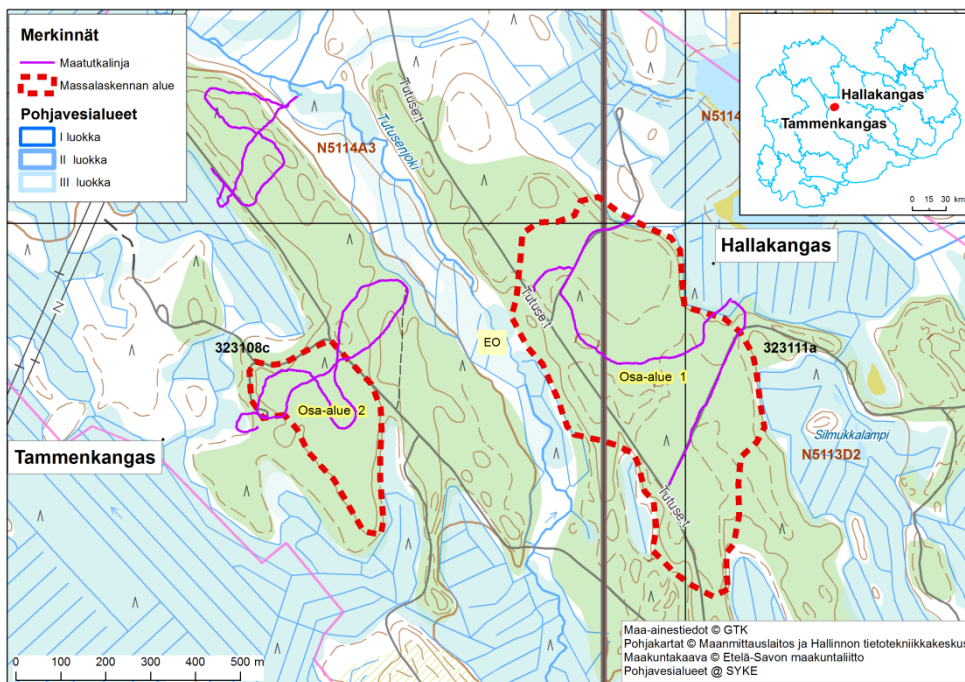 Merkinnät
Maatutkalinja
Massalaskennan alue
Pohjavesialueet
I luokka
II luokka
III luokka
Hallakangas
Tammenkangas
0 15 30 km
N5114A3
N5114
Tutuse:t
Tutusenjoki
Hallakangas
Tutuse:t
EO
323108c
323111a
Osa-alue 1
Osa-alue 2
Silmukkalampi
N5113D2
Tammenkangas
Tutuse:t
0 100 200 300 400 500 m
Maa-ainestiedot © GTK
Pohjakartat © Maanmittauslaitos ja Hallinnon tietotekniikkakeskus
Maakuntakaava © Etelä-Savon maakuntaliitto
Pohjavesialueet @ SYKE